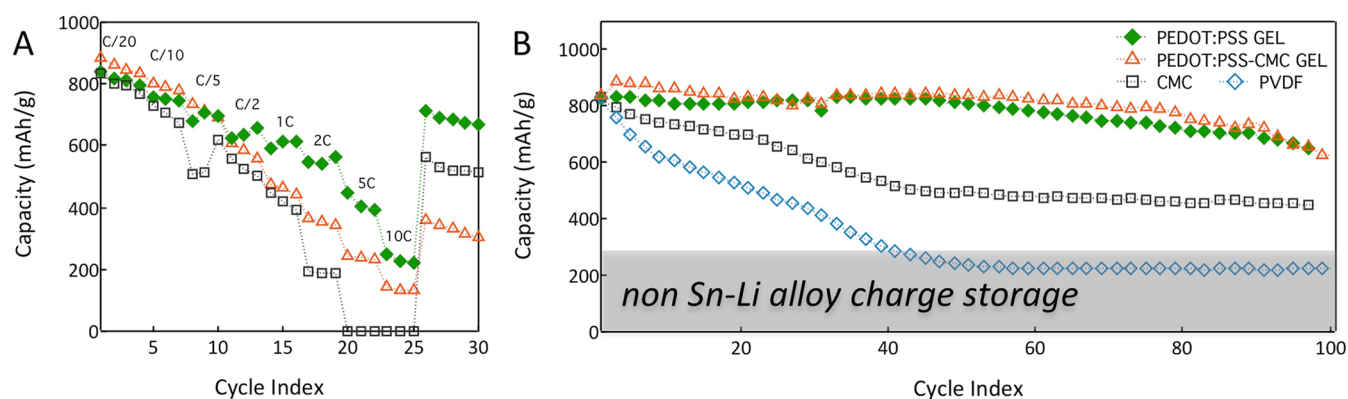 A
Capacity (mAh/g)
1000
800
600
400
200
0
C/20
C/10
C/5
C/2
1C
2C
5C
10C
5
10
15
20
25
30
Cycle Index
B
Capacity (mAh/g)
1000
800
600
400
200
0
PEDOT:PSS GEL
PEDOT:PSS-CMC GEL
CMC PVDF
non Sn-Li alloy charge storage
20
40
60
80
100
Cycle Index